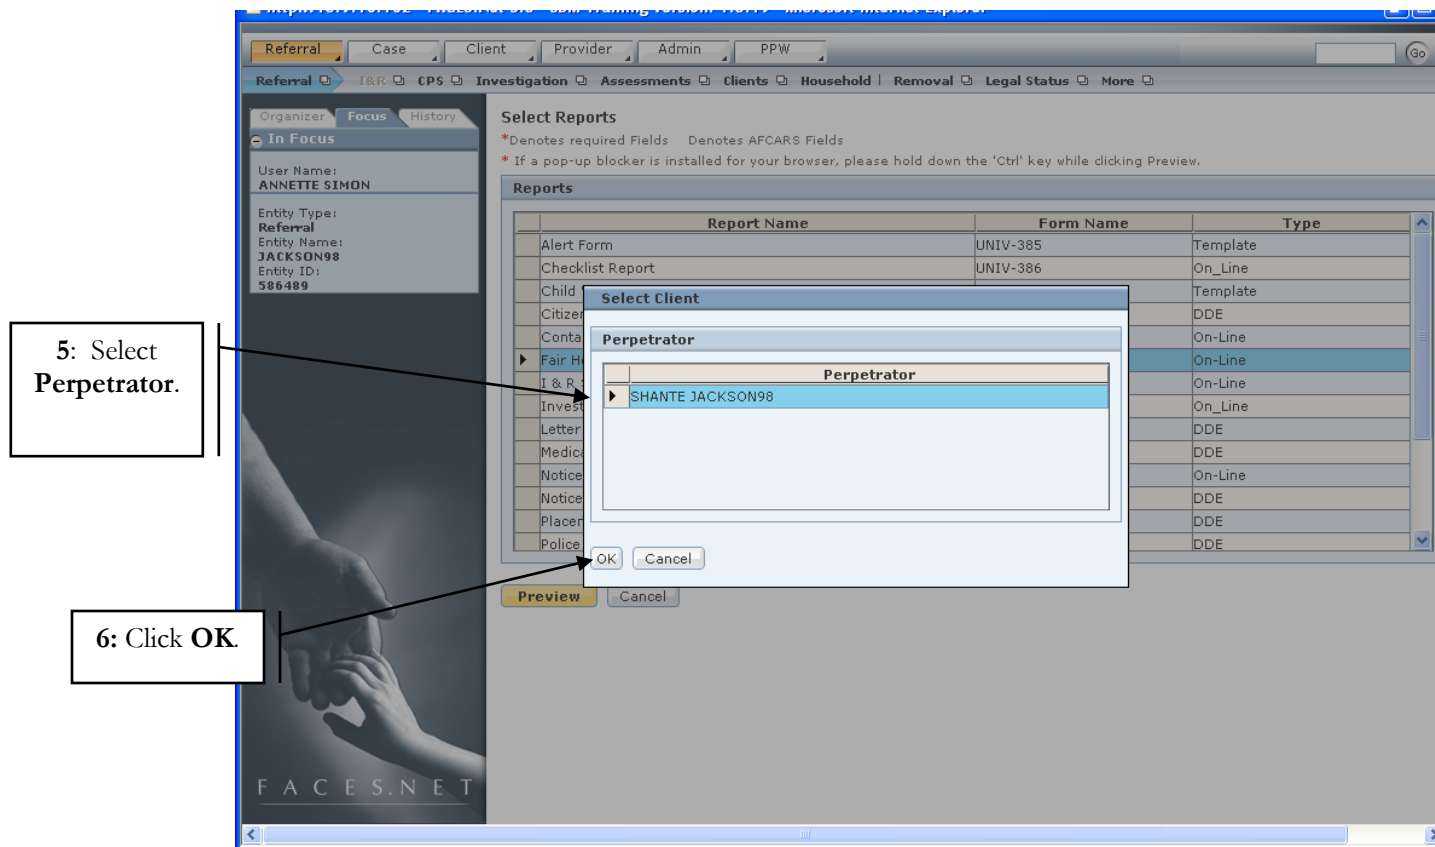 Referral Case Client Provider Admin PPW Go
Referral I&R CPS Investigation Assessments Clients Household Removal Legal Status More
Organizer Focus History
In Focus
User Name:
ANNETTE SIMON
Entity Type:
Referral
Entity Name:
JACKSON98
Entity ID:
586489
Select Reports
*Denotes required Fields Denotes AFCARS Fields
* If a pop-up blocker is installed for your browser, please hold down the 'Ctrl' key while clicking Preview.
Reports
Report Name Form Name Type
Alert Form UNIV-385 Template
Checklist Report UNIV-386 On_Line
Child Template
DDE
On-Line
Fair On-Line
I & R On-Line
On_Line
Letter DDE
DDE
Notice On-Line
Notice DDE
DDE
Police DDE
Select Client
Perpetrator
Perpetrator
SHANTE JACKSON98
OK Cancel
Preview Cancel
5: Select
Perpetrator.
6: Click OK.
FACES.NET